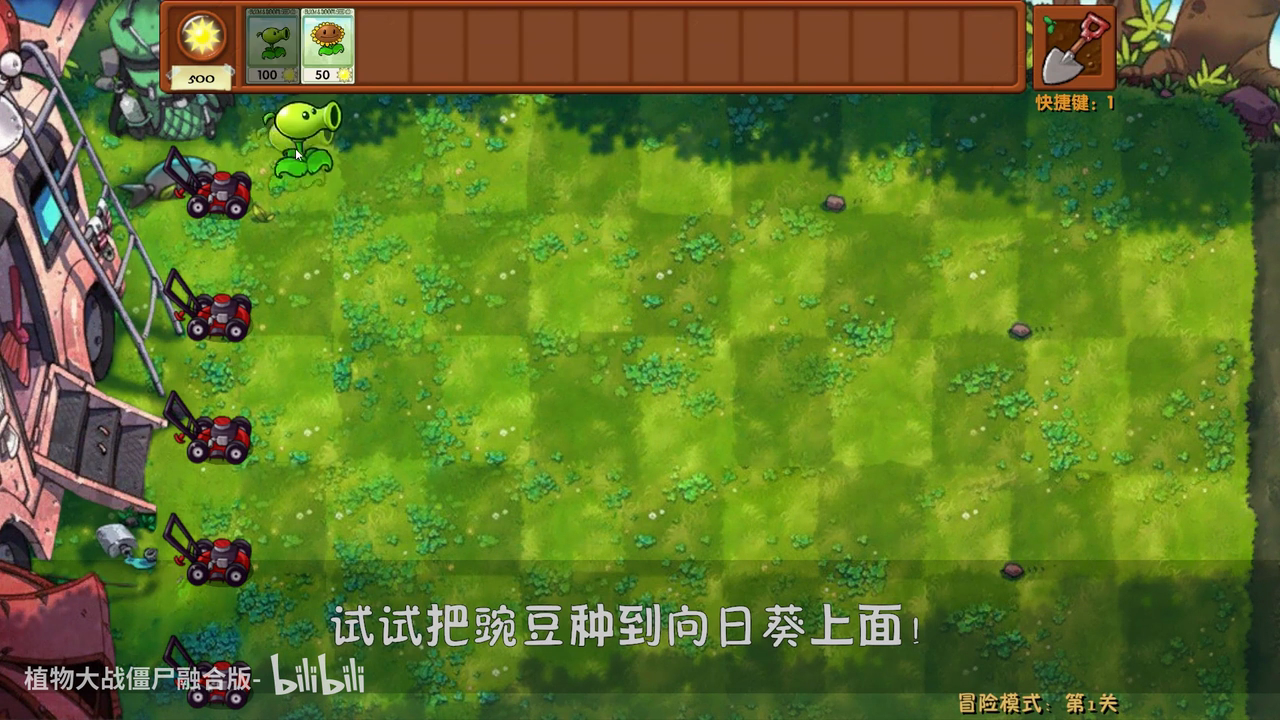 500
100
50
快捷键：1
试试把豌豆种到向日葵上面！
植物大战僵尸融合版-
bilibili
冒险模式：第1关